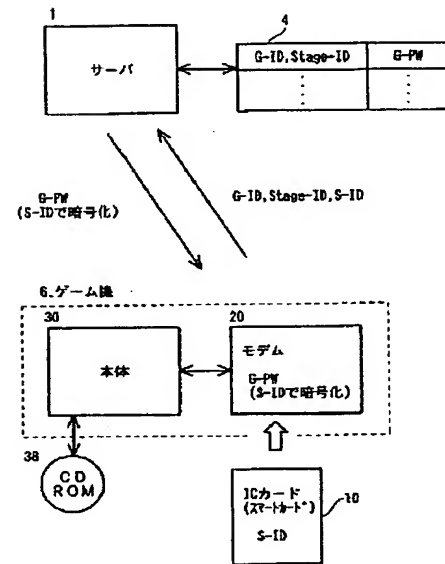 1
サーバ
4
G-ID,Stage-ID
G-PW
G-PW
(S-IDで暗号化)
G-ID,Stage-ID,S-ID
6.ゲーム機
30
本体
20
モデム
G-PW
(S-IDで暗号化)
38
CD
ROM
ICカード
(スマートカード)
S-ID
10